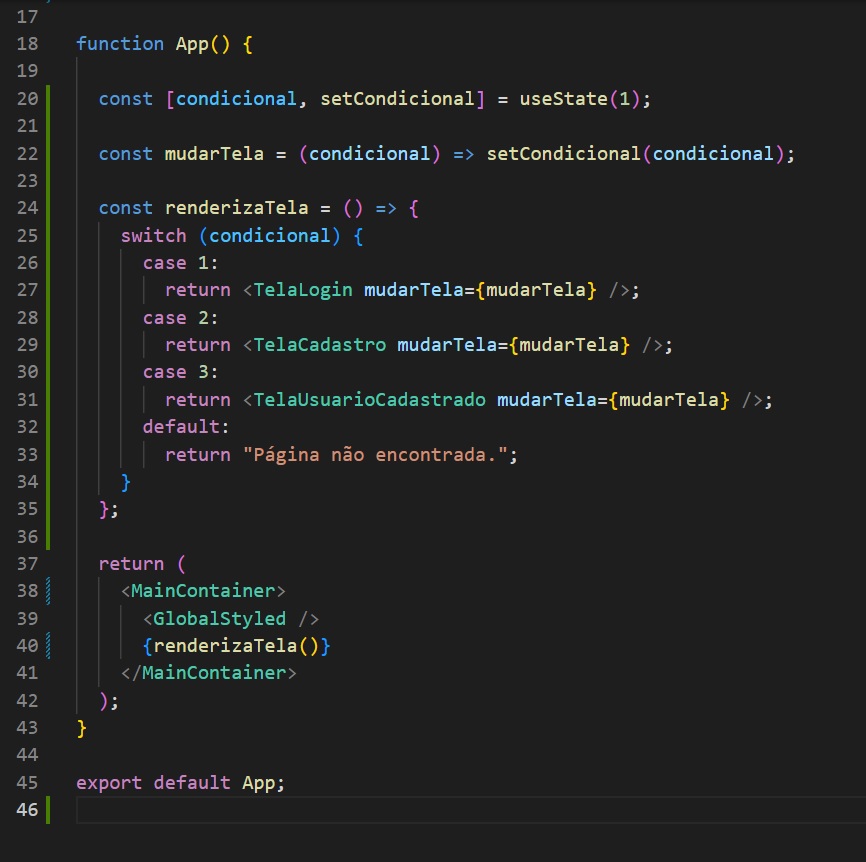 17
18 function App() {
19
20 const [condicional, setCondicional] = useState(1);
21
22 const mudarTela = (condicional) => setCondicional(condicional);
23
24 const renderizaTela = () => {
25 switch (condicional) {
26 case 1:
27 return <TelaLogin mudarTela={mudarTela} />;
28 case 2:
29 return <TelaCadastro mudarTela={mudarTela} />;
30 case 3:
31 return <TelaUsuarioCadastrado mudarTela={mudarTela} />;
32 default:
33 return "Página não encontrada.";
34 }
35 };
36
37 return (
38 <MainContainer>
39 <GlobalStyled />
40 {renderizaTela()}
41 </MainContainer>
42 );
43 }
44
45 export default App;
46